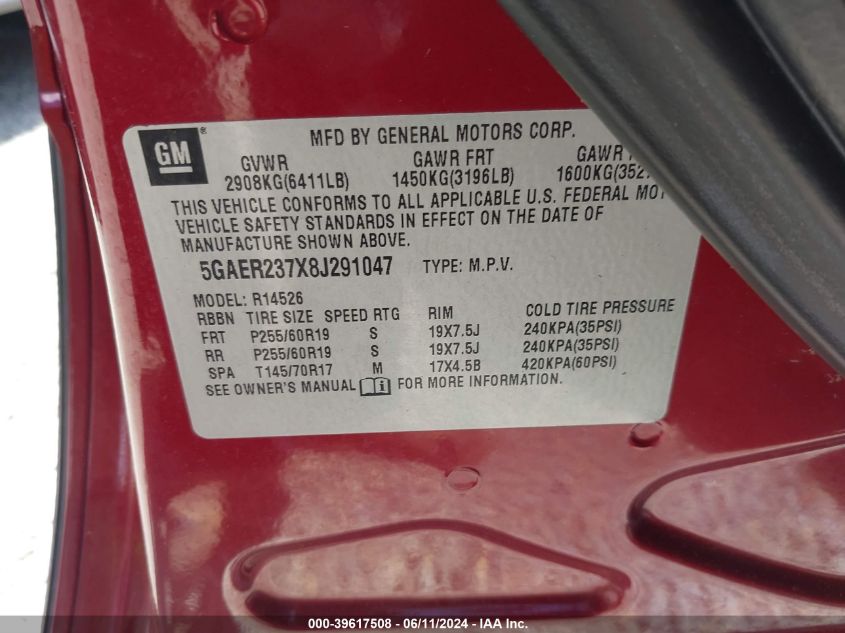 GM ®
MFD BY GENERAL MOTORS CORP.
GVWR GAWR FRT GAWR
2908KG(6411LB) 1450KG(3196LB) 1600KG(352
THIS VEHICLE CONFORMS TO ALL APPLICABLE U.S. FEDERAL MOT
VEHICLE SAFETY STANDARDS IN EFFECT ON THE DATE OF
MANUFACTURE SHOWN ABOVE.
5GAER237X8J291047 TYPE: M.P.V.
MODEL: R14526
RBBN TIRE SIZE SPEED RTG RIM COLD TIRE PRESSURE
FRT P255/60R19 S 19X7.5J 240KPA(35PSI)
RR P255/60R19 S 19X7.5J 240KPA(35PSI)
SPA T145/70R17 M 17X4.5B 420KPA(60PSI)
SEE OWNER'S MANUAL i FOR MORE INFORMATION.
000-39617508 - 06/11/2024 - IAA Inc.